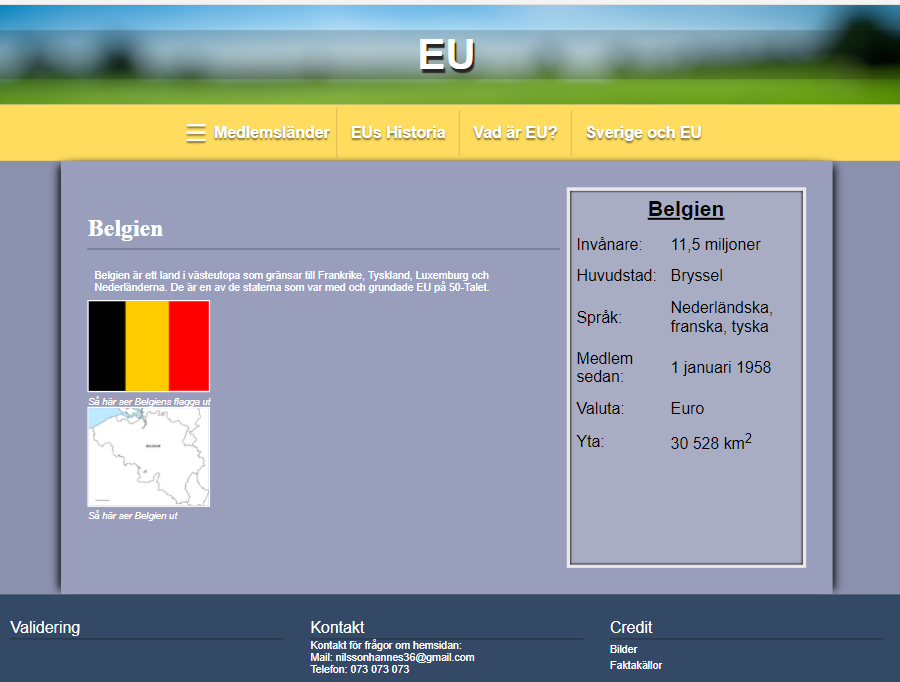 EU
Medlemsländer
EUs Historia
Vad är EU?
Sverige och EU
Belgien
Belgien är ett land i västeutopa som gränsar till Frankrike, Tyskland, Luxemburg och
Nederländerna. De är en av de staterna som var med och grundade EU på 50-Talet.
Så här ser Belgiens flagga ut
BELGIUM
Så här ser Belgien ut
Belgien
Invånare: 11,5 miljoner
Huvudstad: Bryssel
Språk: Nederländska,
franska, tyska
Medlem
sedan: 1 januari 1958
Valuta: Euro
Yta: 30 528 km²
Validering
Kontakt
Kontakt för frågor om hemsidan:
Mail: nilssonhannes36@gmail.com
Telefon: 073 073 073
Credit
Bilder
Faktakällor